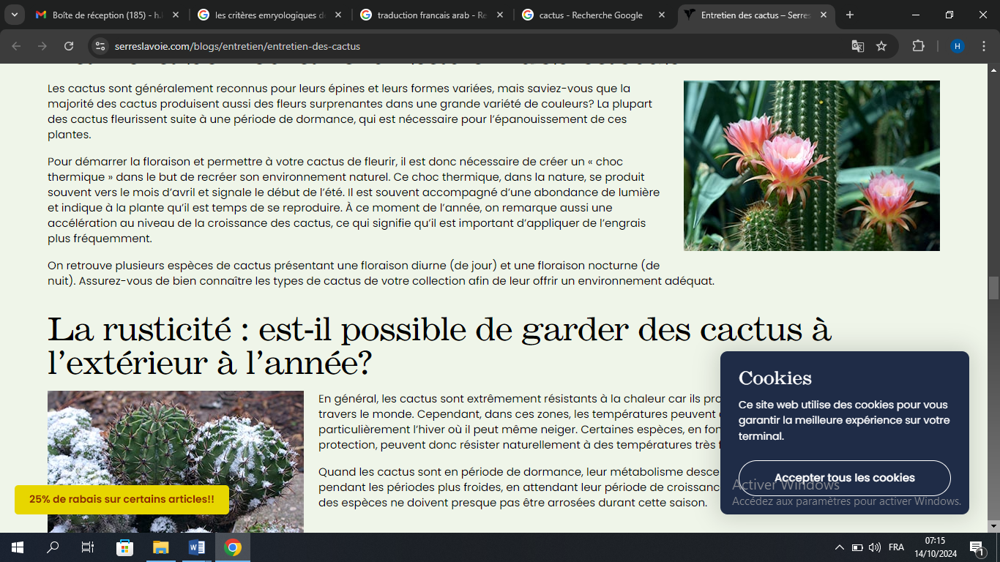 Boîte de réception (185) - h.l
les critères emryologiques d
traduction francais arab - Re
cactus - Recherche Google
Entretien des cactus – Serres
serreslavoie.com/blogs/entretien/entretien-des-cactus
H
Les cactus sont généralement reconnus pour leurs épines et leurs formes variées, mais saviez-vous que la
majorité des cactus produisent aussi des fleurs surprenantes dans une grande variété de couleurs? La plupart
des cactus fleurissent suite à une période de dormance, qui est nécessaire pour l’épanouissement de ces
plantes.
Pour démarrer la floraison et permettre à votre cactus de fleurir, il est donc nécessaire de créer un « choc
thermique » dans le but de recréer son environnement naturel. Ce choc thermique, dans la nature, se produit
souvent vers le mois d’avril et signale le début de l’été. Il est souvent accompagné d’une abondance de lumière
et indique à la plante qu’il est temps de se reproduire. À ce moment de l’année, on remarque aussi une
accélération au niveau de la croissance des cactus, ce qui signifie qu’il est important d’appliquer de l’engrais
plus fréquemment.
On retrouve plusieurs espèces de cactus présentant une floraison diurne (de jour) et une floraison nocturne (de
nuit). Assurez-vous de bien connaître les types de cactus de votre collection afin de leur offrir un environnement adéquat.
La rusticité : est-il possible de garder des cactus à
l’extérieur à l’année?
En général, les cactus sont extrêmement résistants à la chaleur car ils
travers le monde. Cependant, dans ces zones, les températures peuvent
particulièrement l’hiver où il peut même neiger. Certaines espèces, en
protection, peuvent donc résister naturellement à des températures très
Quand les cactus sont en période de dormance, leur métabolisme
pendant les périodes plus froides, en attendant leur période de
des espèces ne doivent presque pas être arrosées durant cette saison.
25% de rabais sur certains articles!!
Cookies
Ce site web utilise des cookies pour vous
garantir la meilleure expérience sur votre
terminal.
Accepter tous les cookies
Activer Windows
Accédez aux paramètres pour activer Windows.
FRA
07:15
14/10/2024
1